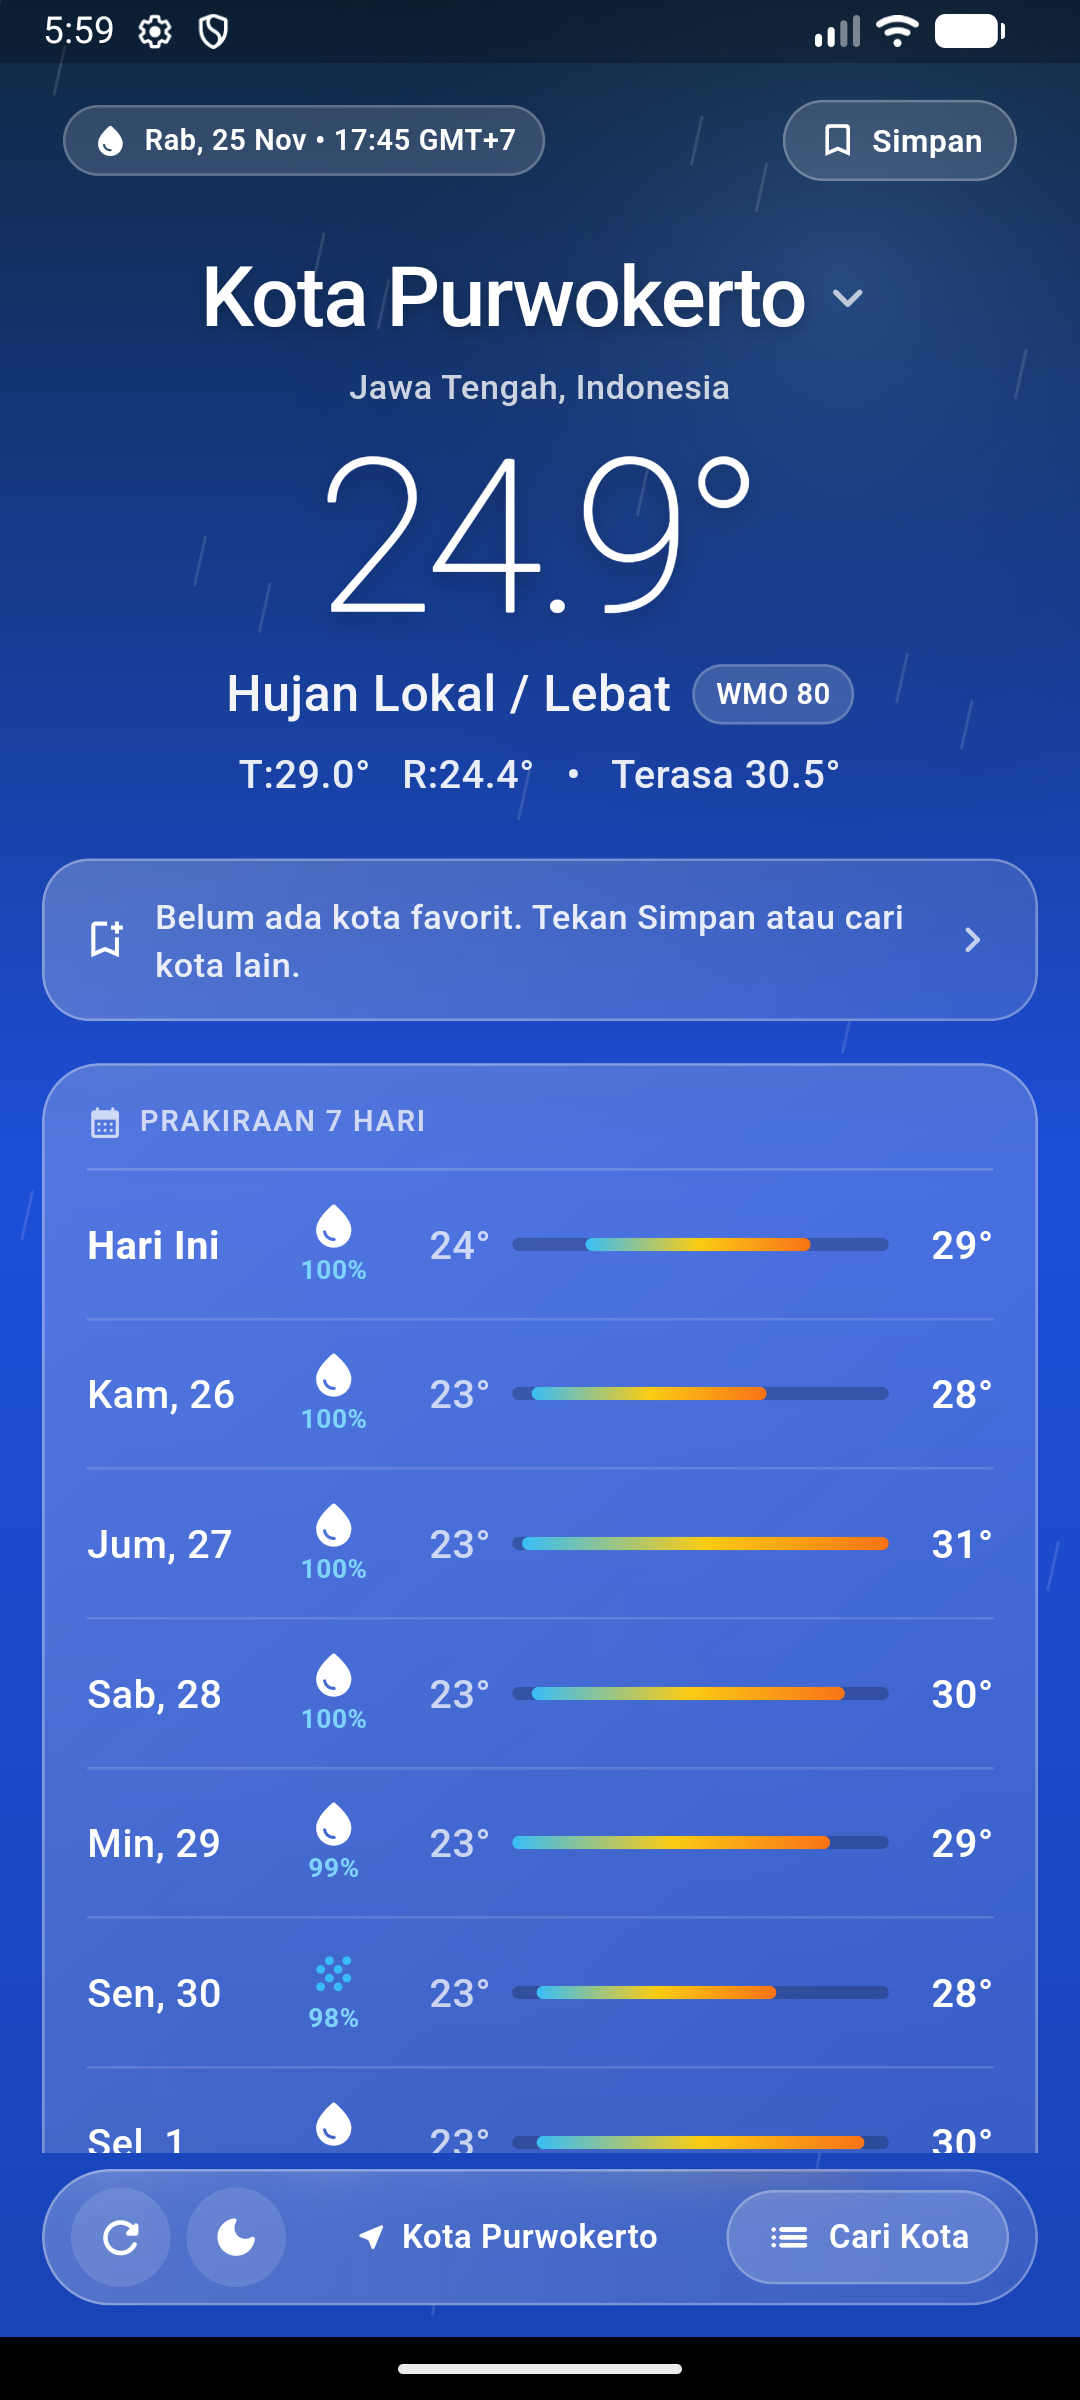 5:59
Rab, 25 Nov • 17:45 GMT+7
Simpan
Kota Purwokerto
Jawa Tengah, Indonesia
24.9°
Hujan Lokal / Lebat WMO 80
T:29.0° R:24.4° • Terasa 30.5°
Belum ada kota favorit. Tekan Simpan atau cari
kota lain.
PRAKIRAAN 7 HARI
Hari Ini 100% 24° 29°
Kam, 26 100% 23° 28°
Jum, 27 100% 23° 31°
Sab, 28 100% 23° 30°
Min, 29 99% 23° 29°
Sen, 30 98% 23° 28°
Sel, 1 23° 30°
Kota Purwokerto
Cari Kota